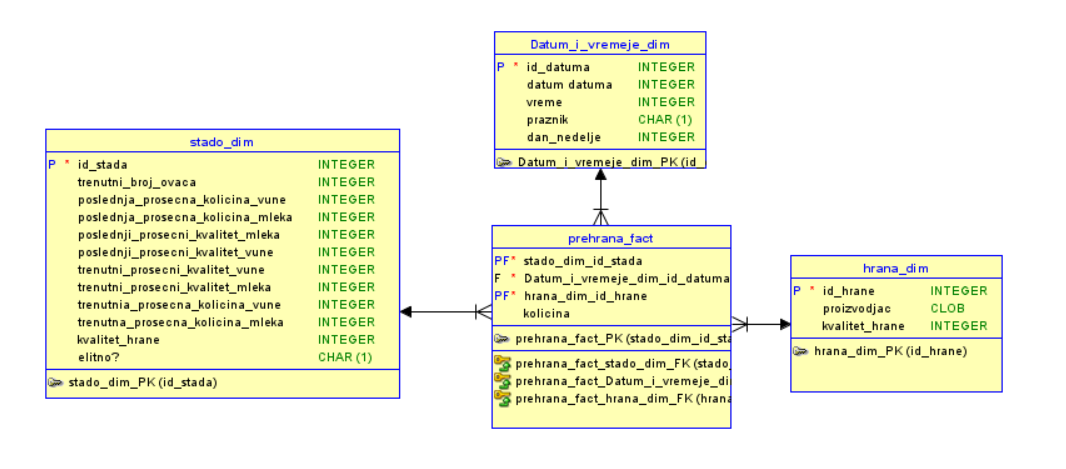 Datum_i_vremeje_dim
P * id_datuma INTEGER
datum datuma INTEGER
vreme INTEGER
praznik CHAR (1)
dan_nedelje INTEGER
Datum_i_vremeje_dim_PK (id_
stado_dim
P * id_stada INTEGER
trenutni_broj_ovaca INTEGER
poslednja_prosecna_kolicina_vune INTEGER
poslednja_prosecna_kolicina_mleka INTEGER
poslednji_prosecni_kvalitet_mleka INTEGER
poslednji_prosecni_kvalitet_vune INTEGER
trenutni_prosecni_kvalitet_vune INTEGER
trenutni_prosecni_kvalitet_mleka INTEGER
trenutnia_prosecna_kolicina_vune INTEGER
trenutna_prosecna_kolicina_mleka INTEGER
kvalitet_hrane INTEGER
elitno? CHAR (1)
stado_dim_PK (id_stada)
prehrana_fact
PF* stado_dim_id_stada
F * Datum_i_vremeje_dim_id_datuma
PF* hrana_dim_id_hrane
kolicina
prehrana_fact_PK (stado_dim_id_sta
prehrana_fact_stado_dim_FK (stado_
prehrana_fact_Datum_i_vremeje_di
prehrana_fact_hrana_dim_FK (hrana
hrana_dim
P * id_hrane INTEGER
proizvodjac CLOB
kvalitet_hrane INTEGER
hrana_dim_PK (id_hrane)